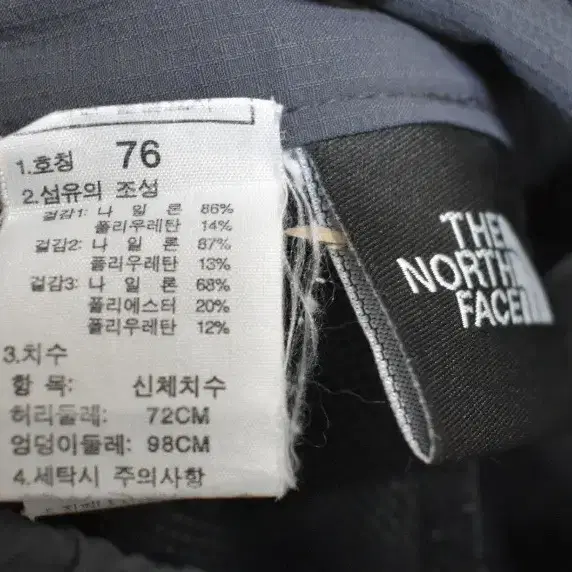 1.호칭 76
2.섬유의 조성
겉감1: 나 일 론 86%
폴리우레탄 14%
겉감2: 나 일 론 87%
폴리우레탄 13%
겉감3: 나 일 론 68%
폴리에스터 20%
폴리우레탄 12%
3.치수
항 목: 신체치수
허리둘레: 72CM
엉덩이둘레: 98CM
4.세탁시 주의사항
THE
NORTH
FACE